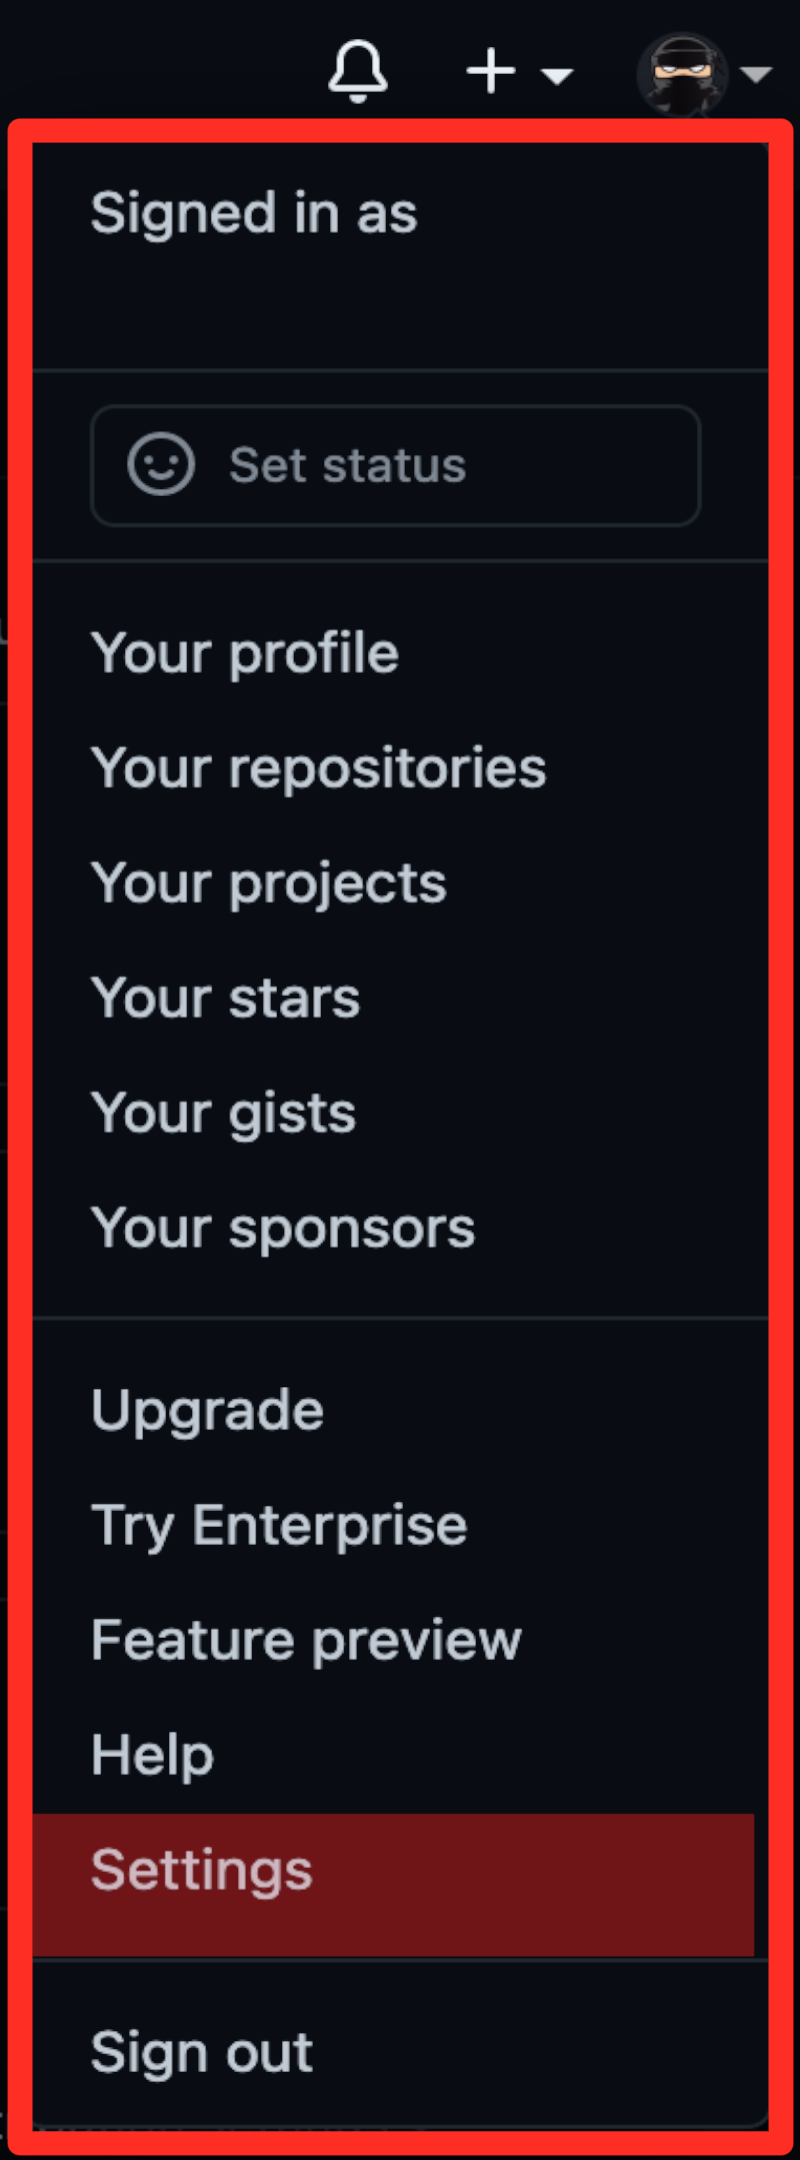 Signed in as
Set status
Your profile
Your repositories
Your projects
Your stars
Your gists
Your sponsors
Upgrade
Try Enterprise
Feature preview
Help
Settings
Sign out